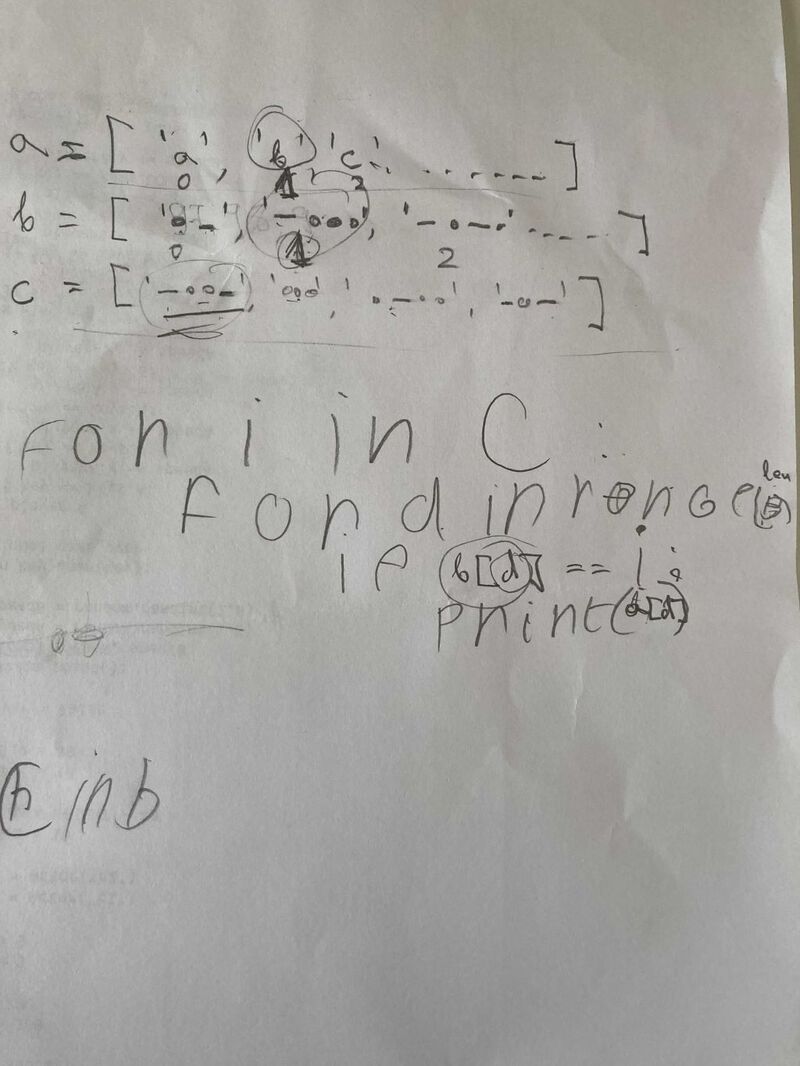 a = ['a', 'b' 'c' . . . . . . . ]
0 1 2
b = ['.-', '-...', '-.-.' . . . . . ]
0 1 2
c = ['-..-', '...' '.-..', '-.-']
For i in C:
For d in range(len(b))
if b[d] == i:
print(a[d])
in b